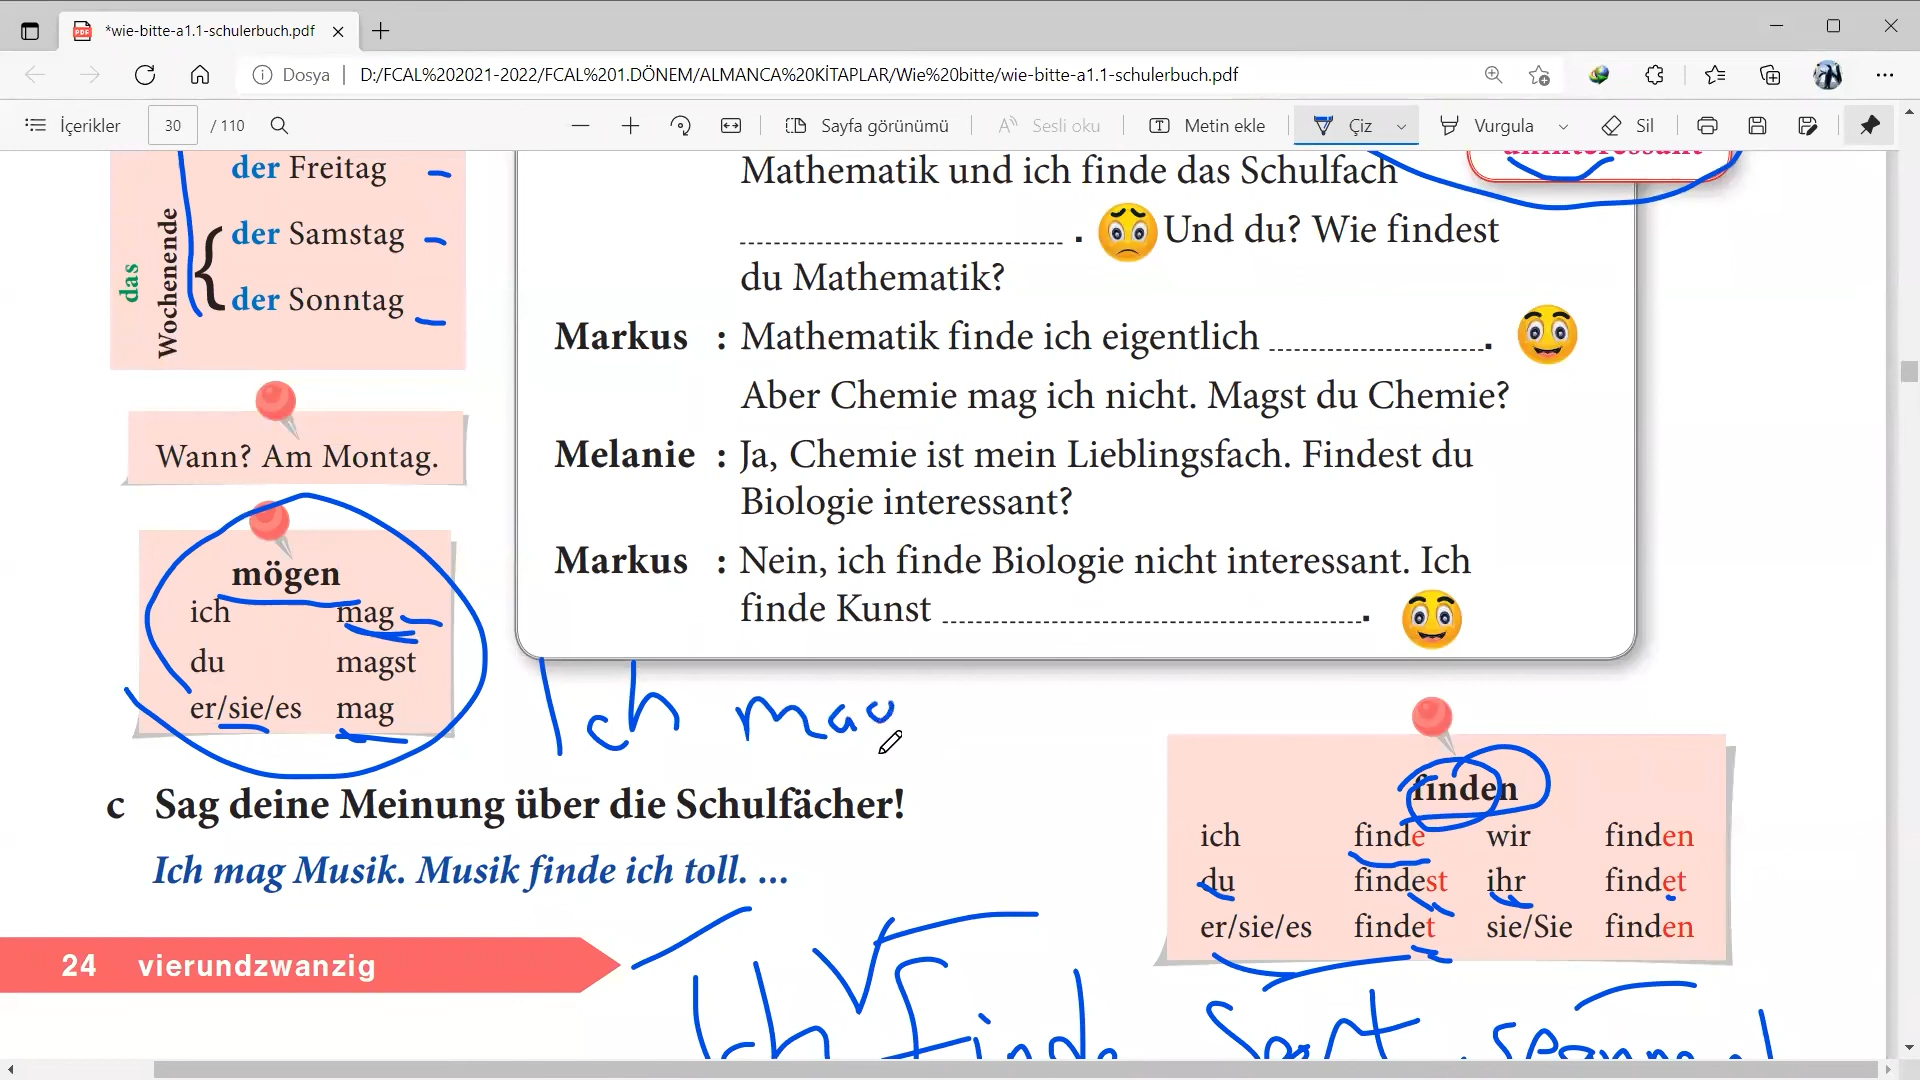 *wie-bitte-a1.1-schulerbuch.pdf
Dosya
D:/FCAL%202021-2022/FCAL%201.DÖNEM/ALMANCA%20KİTAPLAR/Wie%20bitte/wie-bitte-a1.1-schulerbuch.pdf
İçerikler
30 / 110
Sayfa görünümü
Sesli oku
Metin ekle
Çiz
Vurgula
Sil
der Freitag
der Samstag
der Sonntag
das Wochenende
Wann? Am Montag.
mögen
ich mag
du magst
er/sie/es mag
Mathematik und ich finde das Schulfach
. Und du? Wie findest
du Mathematik?
Markus : Mathematik finde ich eigentlich .
Aber Chemie mag ich nicht. Magst du Chemie?
Melanie : Ja, Chemie ist mein Lieblingsfach. Findest du
Biologie interessant?
Markus : Nein, ich finde Biologie nicht interessant. Ich
finde Kunst .
Ich
c Sag deine Meinung über die Schulfächer!
Ich mag Musik. Musik finde ich toll. ...
finden
ich finde wir finden
du findest ihr findet
er/sie/es findet sie/Sie finden
24 vierundzwanzig
Ich finde Sport